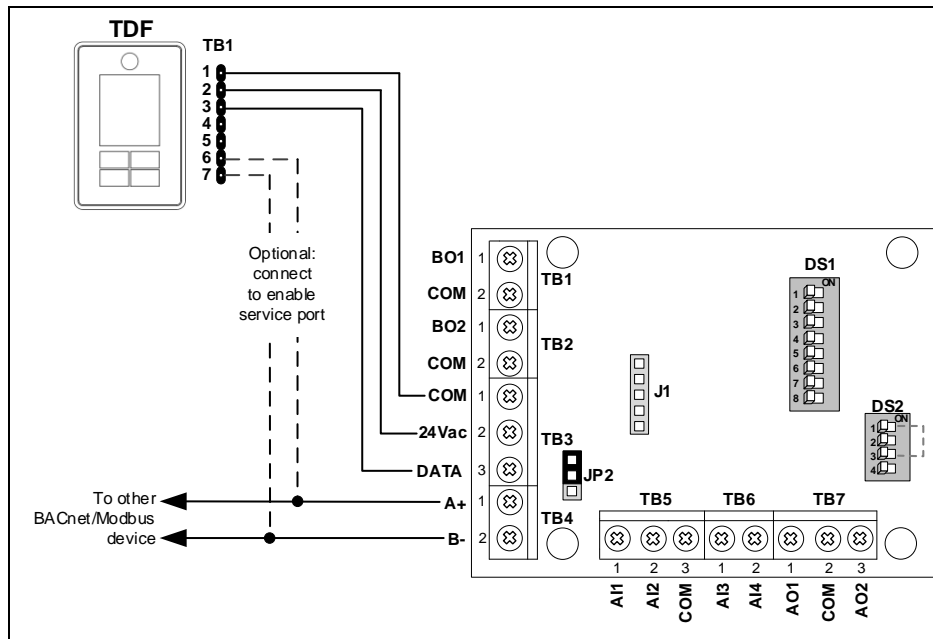 TDF
TB1
1
2
3
4
5
6
7
Optional:
connect
to enable
service port
BO1 1
COM 2
TB1
BO2 1
COM 2
TB2
COM 1
24Vac 2
DATA 3
TB3
A+ 1
B- 2
TB4
To other
BACnet/Modbus
device
J1
JP2
DS1
ON
1
2
3
4
5
6
7
8
DS2
ON
1
2
3
4
TB5 TB6 TB7
1 2 3 1 2 1 2 3
AI1 AI2 COM AI3 AI4 AO1 COM AO2